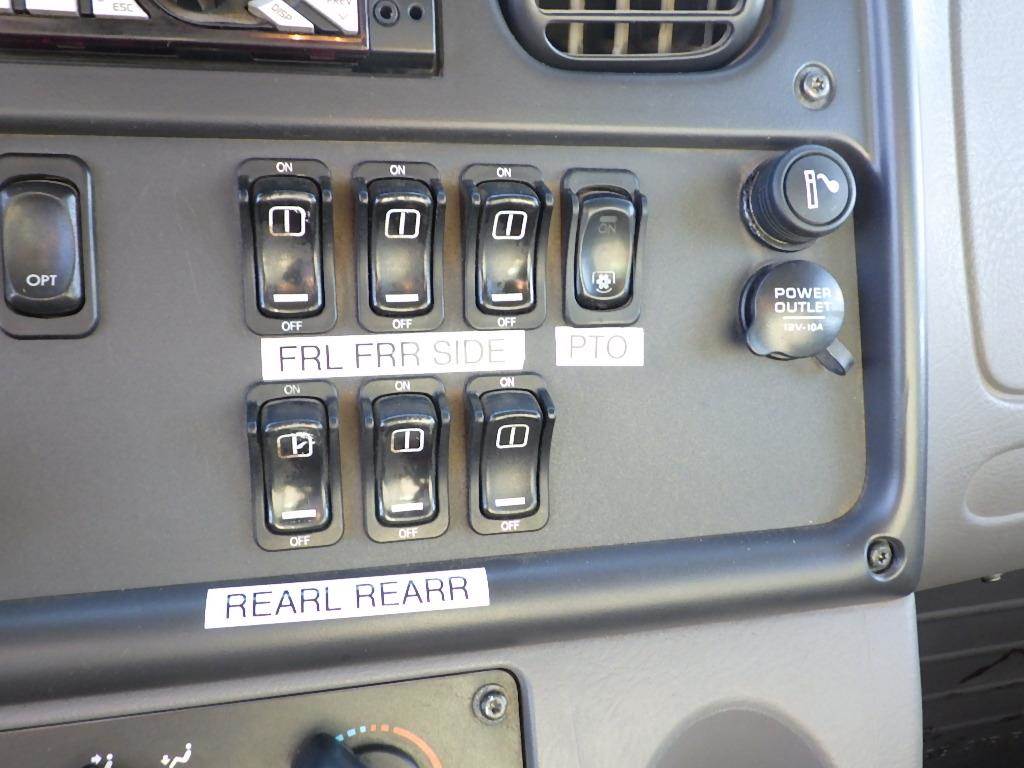 ESC
DISP
PREV
ON
ON
ON
ON
OPT
OFF
OFF
OFF
POWER
OUTLET
12V-10A
FRL FRR SIDE
PTO
ON
ON
ON
OFF
OFF
OFF
REARL REARR